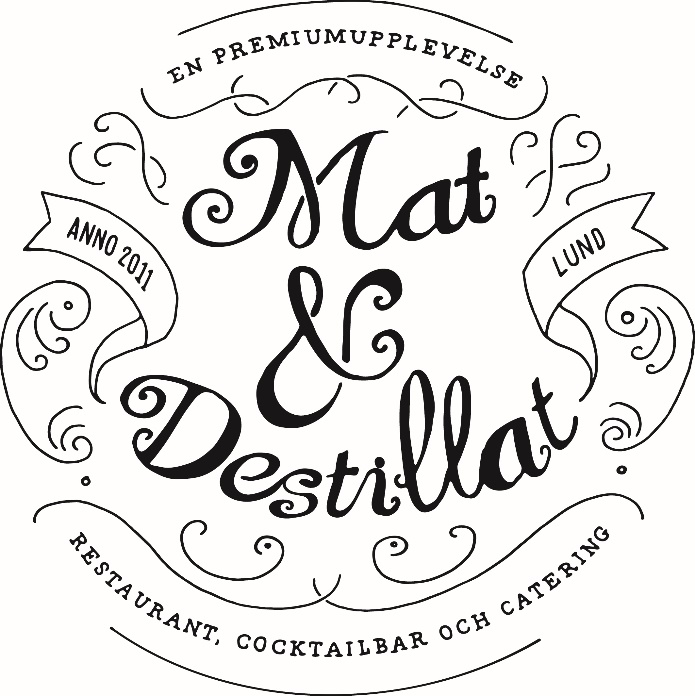 EN PREMIUMUPPLEVELSE
Mat
&
Destillat
ANNO 2011
LUND
RESTAURANT, COCKTAILBAR OCH CATERING